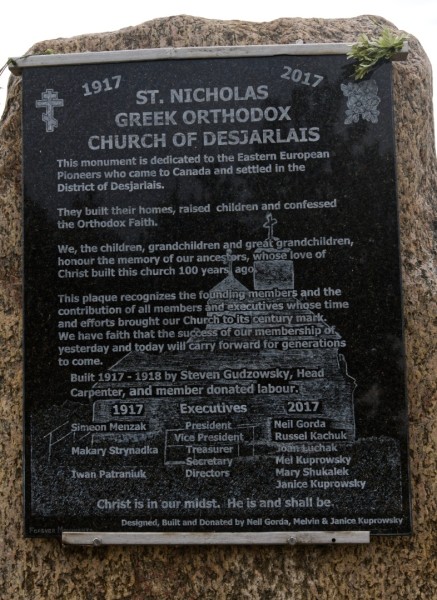 1917 2017
ST. NICHOLAS
GREEK ORTHODOX
CHURCH OF DESJARLAIS
This monument is dedicated to the Eastern European
Pioneers who came to Canada and settled in the
District of Desjarlais.
They built their homes, raised children and confessed
the Orthodox Faith.
We, the children, grandchildren and great grandchildren,
honour the memory of our ancestors, whose love of
Christ built this church 100 years ago.
This plaque recognizes the founding members and the
contribution of all members and executives whose time
and efforts brought our Church to its century mark.
We have faith that the success of our membership of
yesterday and today will carry forward for generations
to come.
Built 1917 - 1918 by Steven Gudzowsky, Head
Carpenter, and member donated labour.
1917 Executives 2017
Simeon Menzak President Neil Gorda
Vice President Russel Kachuk
Makary Strynadka Treasurer Joan Luchak
Secretary Mel Kuprowsky
Iwan Patraniuk Directors Mary Shukalek
Janice Kuprowsky
Christ is in our midst. He is and shall be.
Designed, Built and Donated by Neil Gorda, Melvin & Janice Kuprowsky